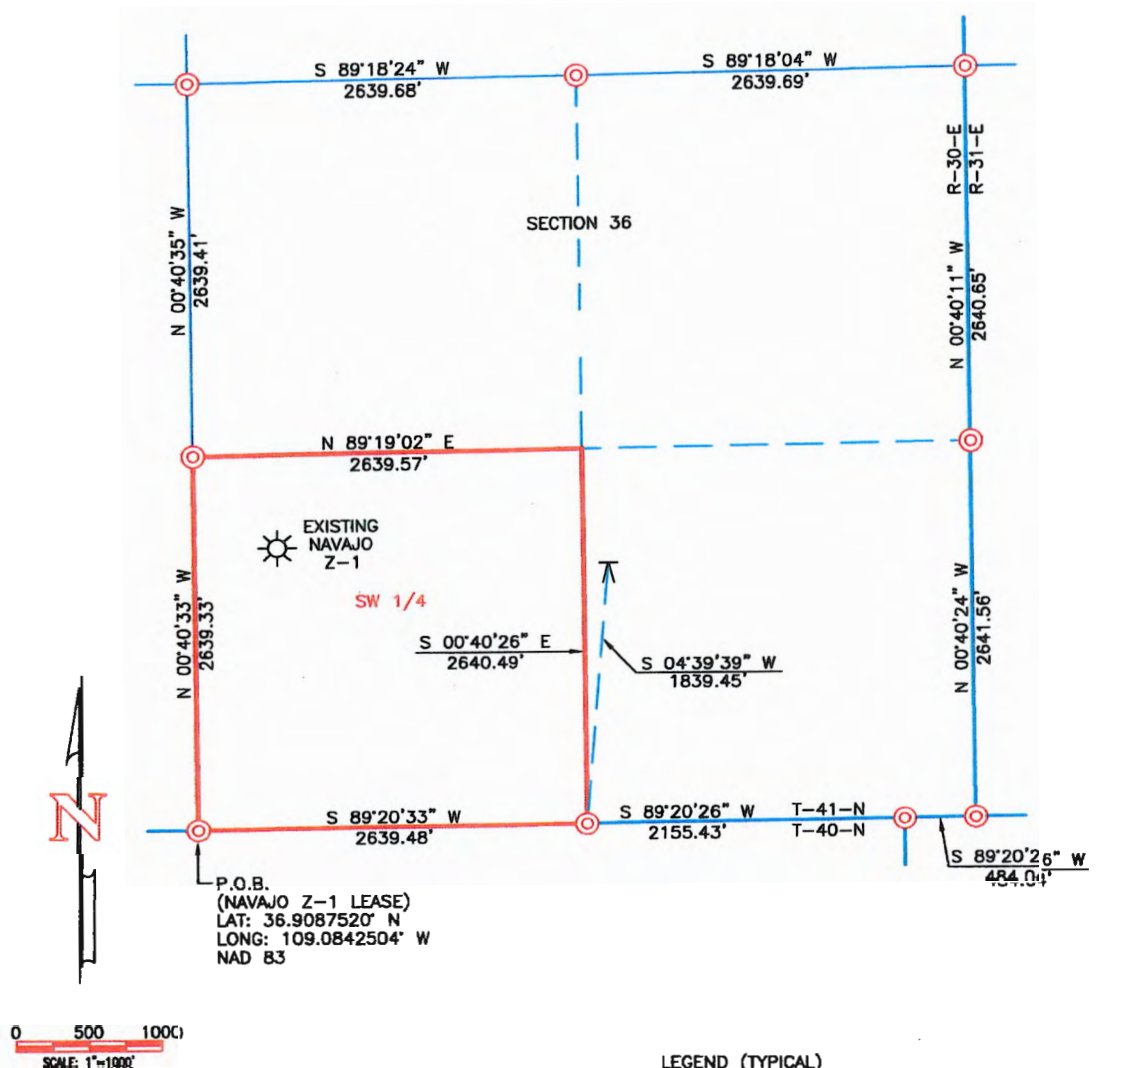 S 89°18'24" W
2639.68'
S 89°18'04" W
2639.69'
R-30-E
R-31-E
N 00°40'35" W
2639.41'
SECTION 36
N 00°40'11" W
2640.65'
N 89°19'02" E
2639.57'
EXISTING
NAVAJO
Z-1
SW 1/4
N 00°40'33" W
2639.33'
S 00°40'26" E
2640.49'
S 04°39'39" W
1839.45'
N 00°40'24" W
2641.56'
N
S 89°20'33" W
2639.48'
S 89°20'26" W
2155.43'
T-41-N
T-40-N
S 89°20'26" W
484.04'
P.O.B.
(NAVAJO Z-1 LEASE)
LAT: 36.9087520° N
LONG: 109.0842504° W
NAD 83
0 500 1000
SCALE: 1"=1000'
LEGEND (TYPICAL)